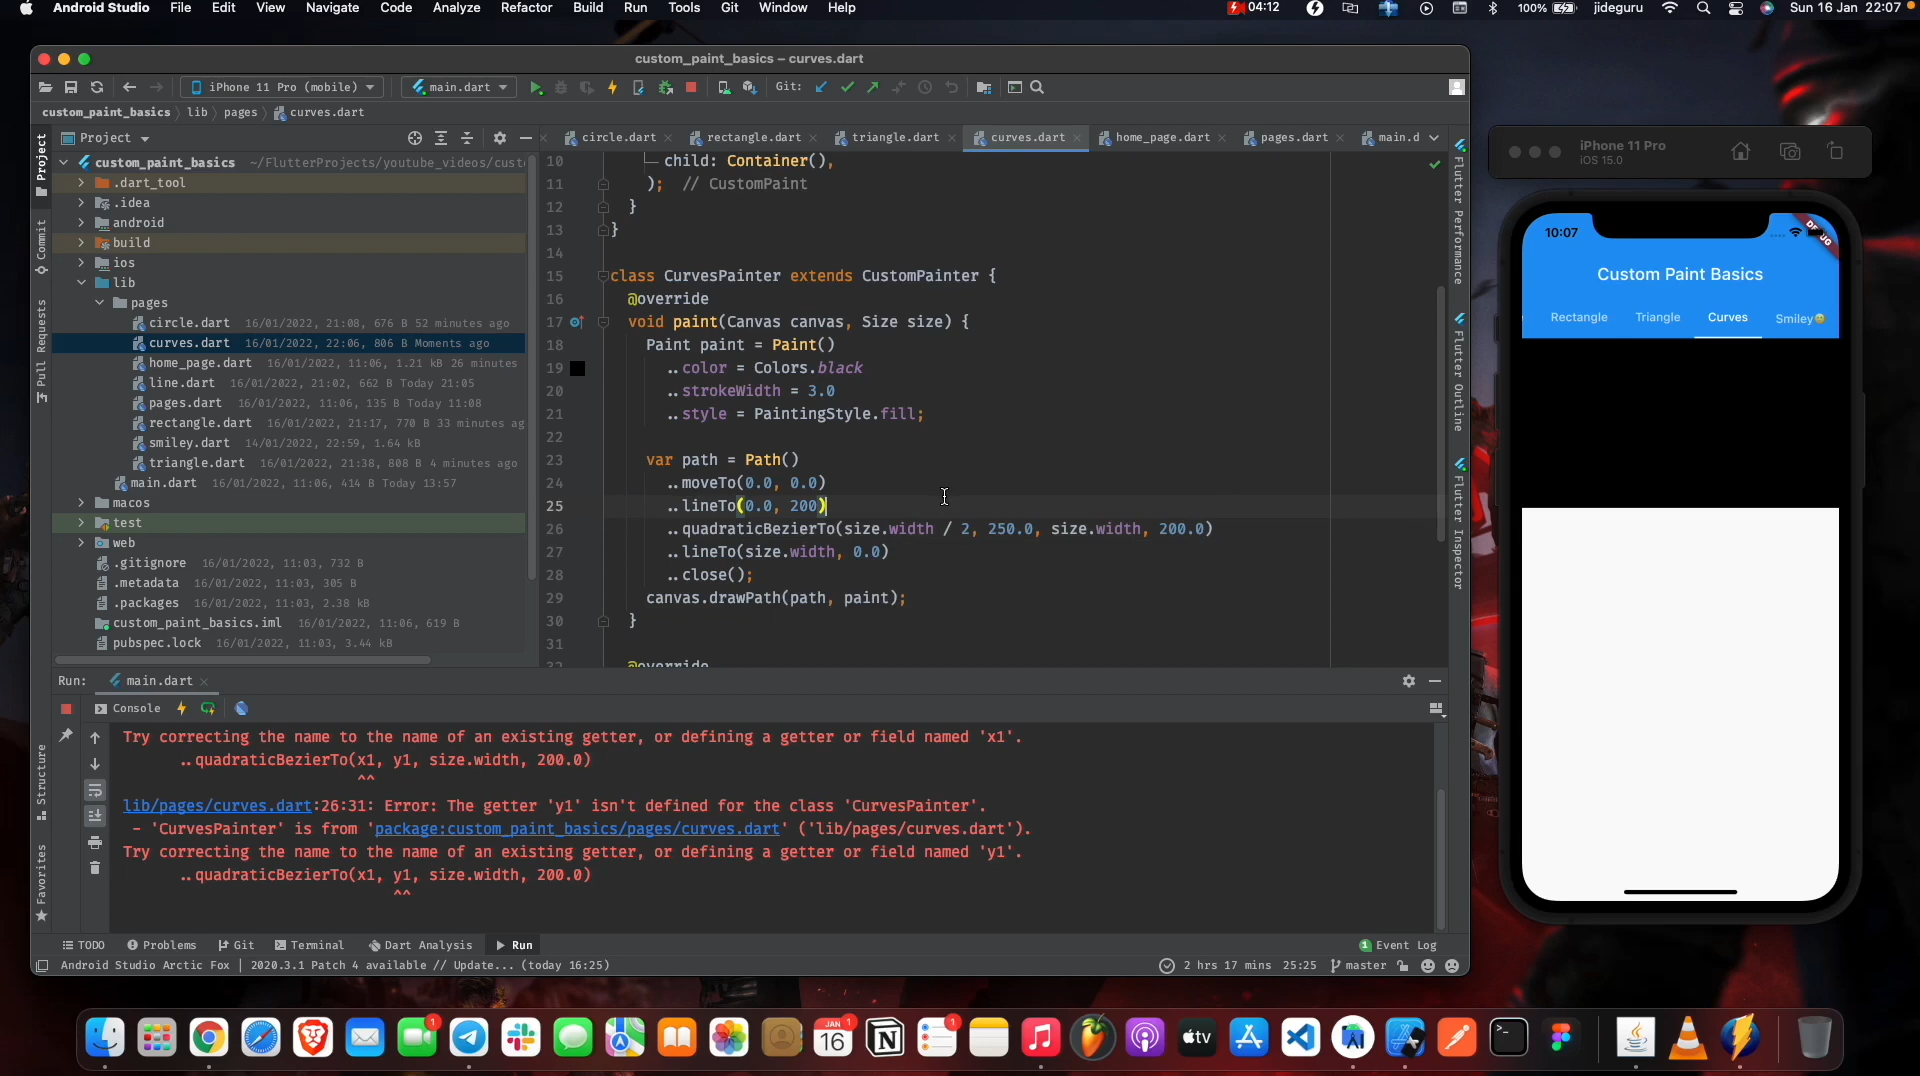 Android Studio File Edit View Navigate Code Analyze Refactor Build Run Tools Git Window Help 04:12 100% jideguru Sun 16 Jan 22:07
custom_paint_basics – curves.dart
iPhone 11 Pro (mobile) main.dart Git:
custom_paint_basics lib pages curves.dart
Project
circle.dart rectangle.dart triangle.dart curves.dart home_page.dart pages.dart main.d
custom_paint_basics ~/FlutterProjects/youtube_videos/custo
.dart_tool
.idea
android
build
ios
lib
pages
circle.dart 16/01/2022, 21:08, 676 B 52 minutes ago
curves.dart 16/01/2022, 22:06, 806 B Moments ago
home_page.dart 16/01/2022, 11:06, 1.21 kB 26 minutes
line.dart 16/01/2022, 21:02, 662 B Today 21:05
pages.dart 16/01/2022, 11:06, 135 B Today 11:08
rectangle.dart 16/01/2022, 21:17, 770 B 33 minutes ag
smiley.dart 14/01/2022, 22:59, 1.64 kB
triangle.dart 16/01/2022, 21:38, 808 B 4 minutes ago
main.dart 16/01/2022, 11:06, 414 B Today 13:57
macos
test
web
.gitignore 16/01/2022, 11:03, 732 B
.metadata 16/01/2022, 11:03, 305 B
.packages 16/01/2022, 11:03, 2.38 kB
custom_paint_basics.iml 16/01/2022, 11:06, 619 B
pubspec.lock 16/01/2022, 11:03, 3.44 kB
Project
Commit
Pull Requests
Structure
Favorites
10 child: Container(),
11 ); // CustomPaint
12 }
13 }
14
15 class CurvesPainter extends CustomPainter {
16 @override
17 void paint(Canvas canvas, Size size) {
18 Paint paint = Paint()
19 ..color = Colors.black
20 ..strokeWidth = 3.0
21 ..style = PaintingStyle.fill;
22
23 var path = Path()
24 ..moveTo(0.0, 0.0)
25 ..lineTo(0.0, 200)
26 ..quadraticBezierTo(size.width / 2, 250.0, size.width, 200.0)
27 ..lineTo(size.width, 0.0)
28 ..close();
29 canvas.drawPath(path, paint);
30 }
31
32 @override
Flutter Performance
Flutter Outline
Flutter Inspector
Run: main.dart
Console
Try correcting the name to the name of an existing getter, or defining a getter or field named 'x1'.
..quadraticBezierTo(x1, y1, size.width, 200.0)
^^
lib/pages/curves.dart:26:31: Error: The getter 'y1' isn't defined for the class 'CurvesPainter'.
- 'CurvesPainter' is from 'package:custom_paint_basics/pages/curves.dart' ('lib/pages/curves.dart').
Try correcting the name to the name of an existing getter, or defining a getter or field named 'y1'.
..quadraticBezierTo(x1, y1, size.width, 200.0)
^^
TODO Problems Git Terminal Dart Analysis Run 1 Event Log
Android Studio Arctic Fox | 2020.3.1 Patch 4 available // Update... (today 16:25) 2 hrs 17 mins 25:25 master
iPhone 11 Pro
iOS 15.0
10:07
DEBUG
Custom Paint Basics
Rectangle Triangle Curves Smiley😊
1
JAN 1
16
1
tv